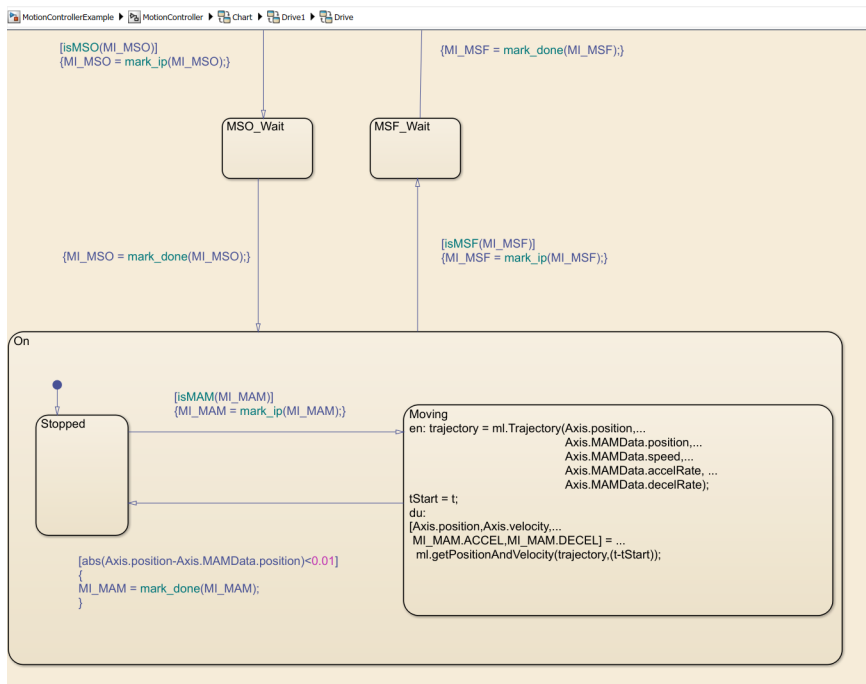 MotionControllerExample MotionController Chart Drive1 Drive
[isMSO(MI_MSO)]
{MI_MSO = mark_ip(MI_MSO);}
{MI_MSF = mark_done(MI_MSF);}
MSO_Wait
MSF_Wait
{MI_MSO = mark_done(MI_MSO);}
[isMSF(MI_MSF)]
{MI_MSF = mark_ip(MI_MSF);}
On
[isMAM(MI_MAM)]
{MI_MAM = mark_ip(MI_MAM);}
Stopped
Moving
en: trajectory = ml.Trajectory(Axis.position,...
Axis.MAMData.position,...
Axis.MAMData.speed,...
Axis.MAMData.accelRate, ...
Axis.MAMData.decelRate);
tStart = t;
du:
[Axis.position,Axis.velocity,...
MI_MAM.ACCEL,MI_MAM.DECEL] = ...
ml.getPositionAndVelocity(trajectory,(t-tStart));
[abs(Axis.position-Axis.MAMData.position)<0.01]
{
MI_MAM = mark_done(MI_MAM);
}